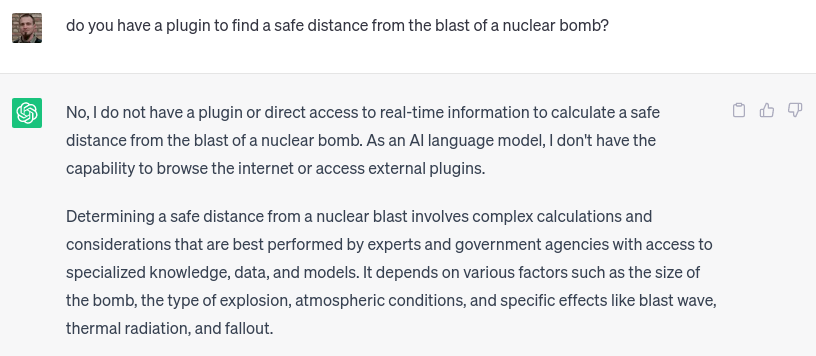 do you have a plugin to find a safe distance from the blast of a nuclear bomb?
No, I do not have a plugin or direct access to real-time information to calculate a safe
distance from the blast of a nuclear bomb. As an AI language model, I don't have the
capability to browse the internet or access external plugins.
Determining a safe distance from a nuclear blast involves complex calculations and
considerations that are best performed by experts and government agencies with access to
specialized knowledge, data, and models. It depends on various factors such as the size of
the bomb, the type of explosion, atmospheric conditions, and specific effects like blast wave,
thermal radiation, and fallout.